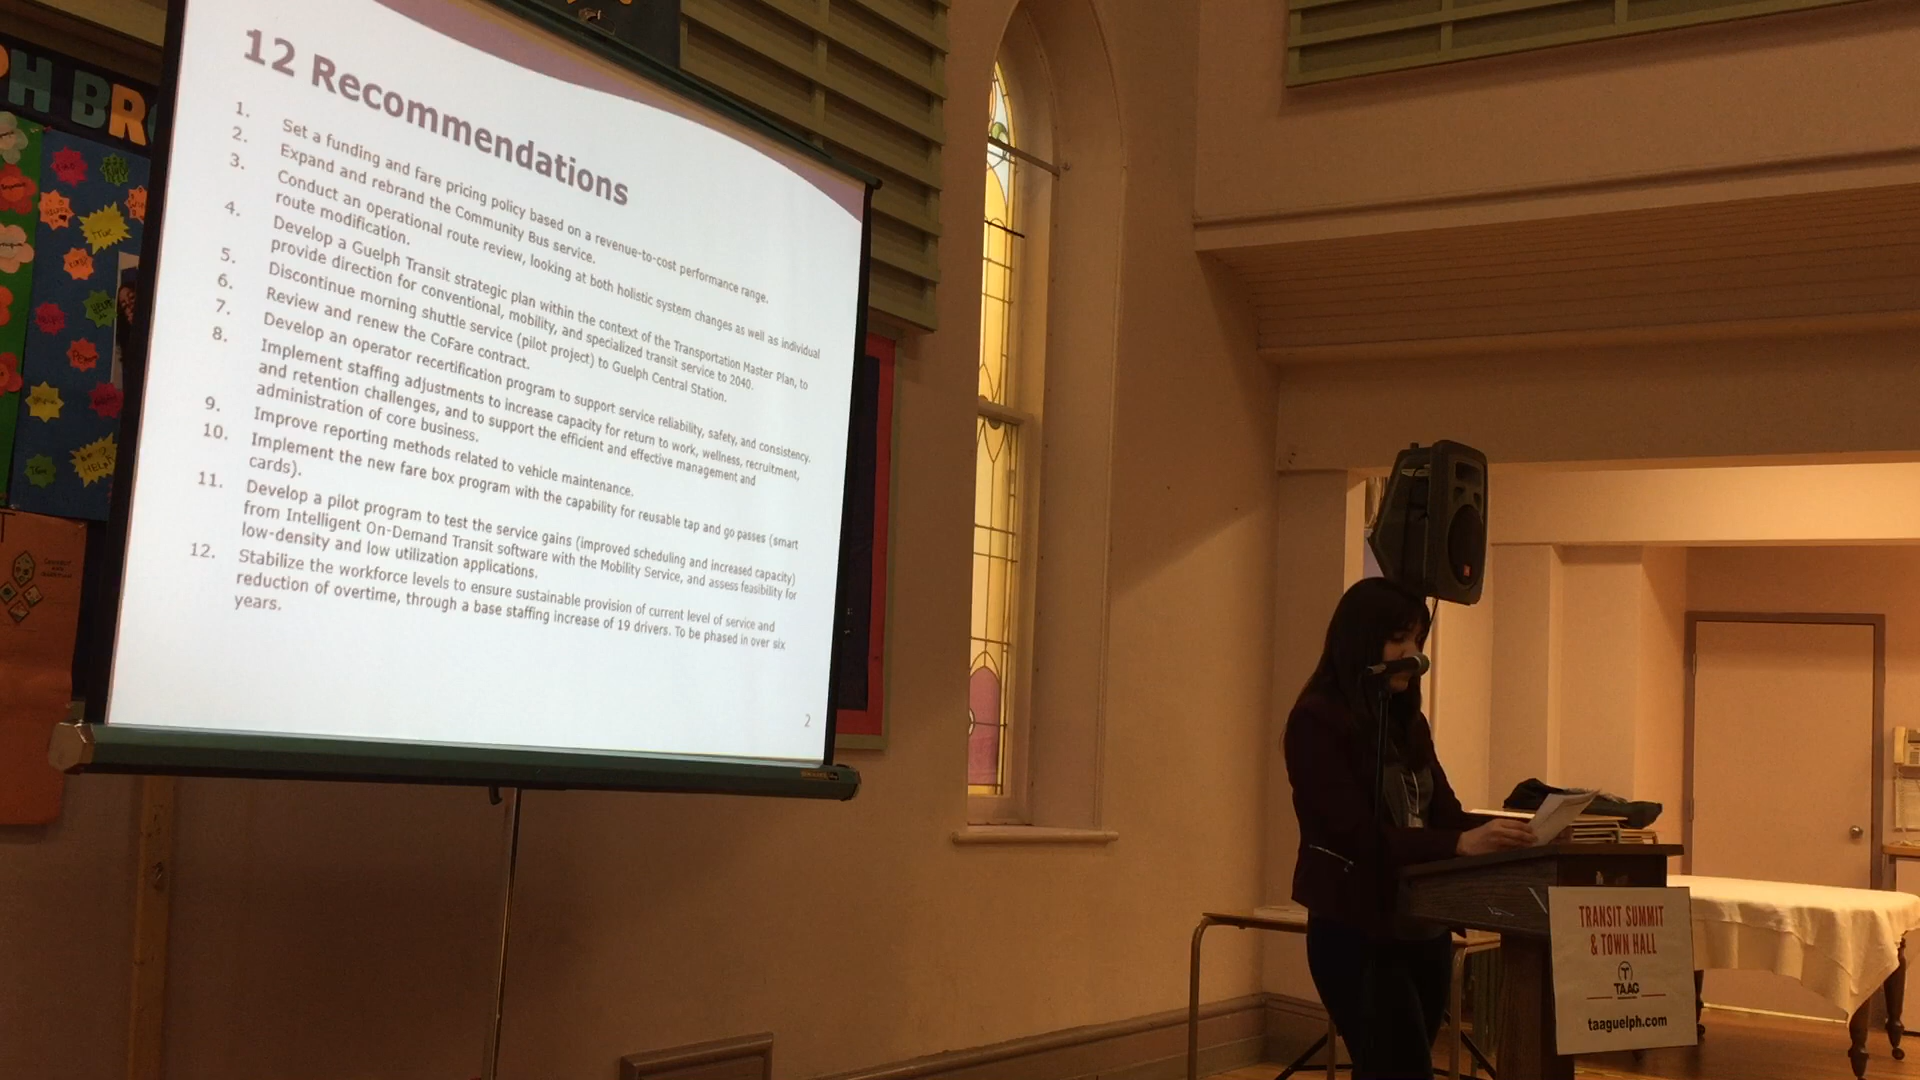 12 Recommendations
1. Set a funding and fare pricing policy based on a revenue-to-cost performance range.
2. Expand and rebrand the Community Bus service.
3. Conduct an operational route review, looking at both holistic system changes as well as individual
route modification.
4. Develop a Guelph Transit strategic plan within the context of the Transportation Master Plan, to
provide direction for conventional, mobility, and specialized transit service to 2040.
5. Discontinue morning shuttle service (pilot project) to Guelph Central Station.
6. Review and renew the CoFare contract.
7. Develop an operator recertification program to support service reliability, safety, and consistency.
8. Implement staffing adjustments to increase capacity for return to work, wellness, recruitment,
and retention challenges, and to support the efficient and effective management and
administration of core business.
9. Improve reporting methods related to vehicle maintenance.
10. Implement the new fare box program with the capability for reusable tap and go passes (smart
cards).
11. Develop a pilot program to test the service gains (improved scheduling and increased capacity)
from Intelligent On-Demand Transit software with the Mobility Service, and assess feasibility for
low-density and low utilization applications.
12. Stabilize the workforce levels to ensure sustainable provision of current level of service and
reduction of overtime, through a base staffing increase of 19 drivers. To be phased in over six
years.
2
PH BR
TRANSIT SUMMIT
& TOWN HALL
T
TAAG
taaguelph.com